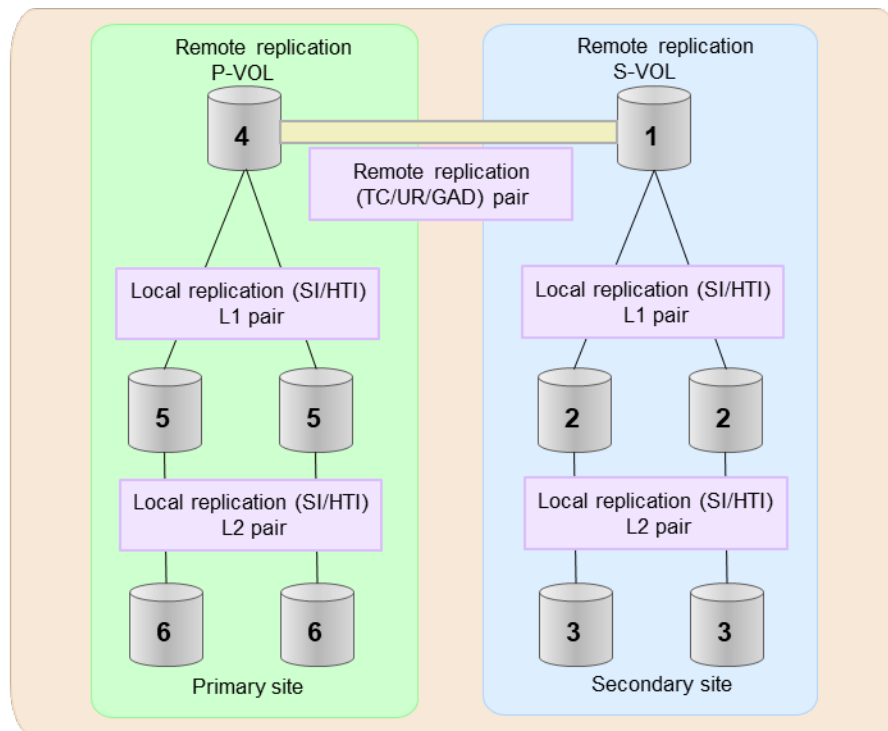 Remote replication
P-VOL
Remote replication
S-VOL
4
1
Remote replication
(TC/UR/GAD) pair
Local replication (SI/HTI)
L1 pair
Local replication (SI/HTI)
L1 pair
5
5
2
2
Local replication (SI/HTI)
L2 pair
Local replication (SI/HTI)
L2 pair
6
6
3
3
Primary site
Secondary site